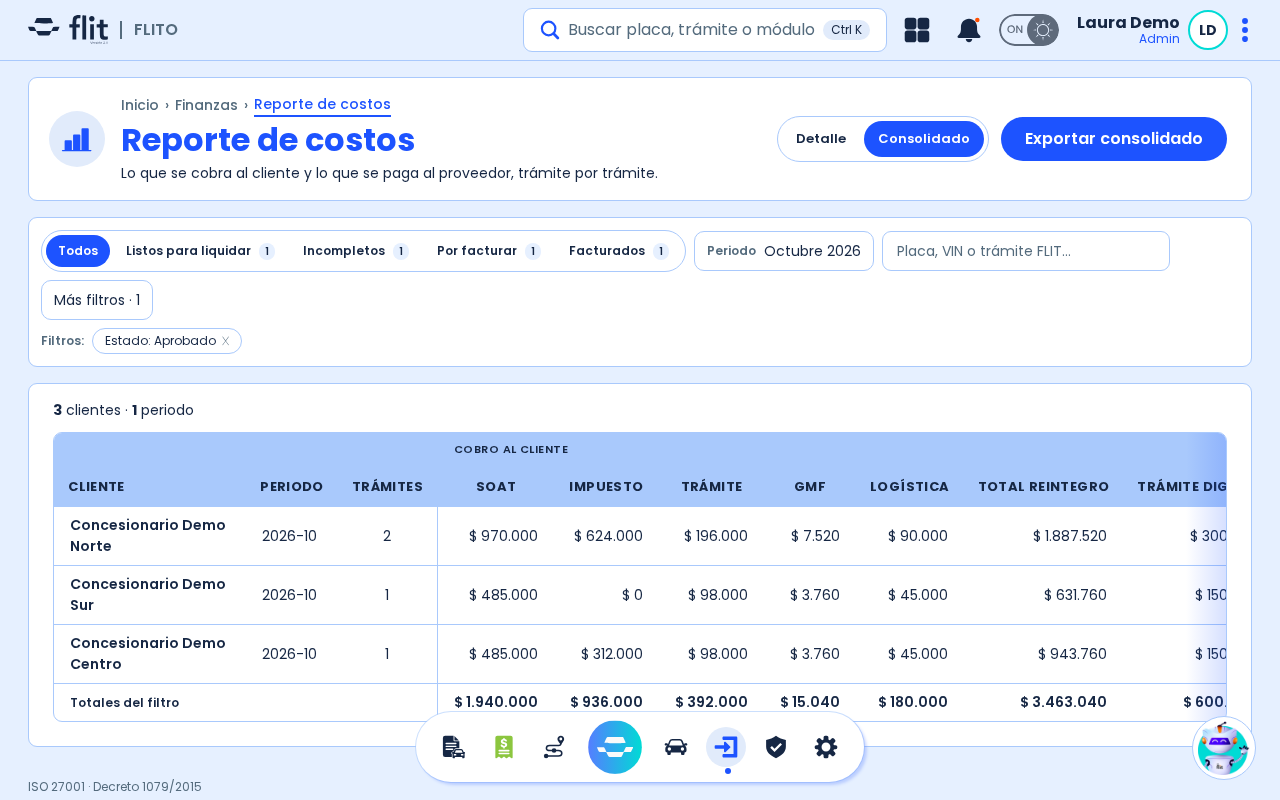 flit | FLITO
Buscar placa, trámite o módulo Ctrl K
ON
Laura Demo
Admin
LD
Inicio › Finanzas › Reporte de costos
Reporte de costos
Lo que se cobra al cliente y lo que se paga al proveedor, trámite por trámite.
Detalle Consolidado
Exportar consolidado
Todos Listos para liquidar 1 Incompletos 1 Por facturar 1 Facturados 1
Periodo Octubre 2026
Placa, VIN o trámite FLIT...
Más filtros · 1
Filtros: Estado: Aprobado X
3 clientes · 1 periodo
COBRO AL CLIENTE
CLIENTE PERIODO TRÁMITES SOAT IMPUESTO TRÁMITE GMF LOGÍSTICA TOTAL REINTEGRO TRÁMITE DIG
Concesionario Demo Norte 2026-10 2 $ 970.000 $ 624.000 $ 196.000 $ 7.520 $ 90.000 $ 1.887.520 $ 300
Concesionario Demo Sur 2026-10 1 $ 485.000 $ 0 $ 98.000 $ 3.760 $ 45.000 $ 631.760 $ 150
Concesionario Demo Centro 2026-10 1 $ 485.000 $ 312.000 $ 98.000 $ 3.760 $ 45.000 $ 943.760 $ 150
Totales del filtro $ 1.940.000 $ 936.000 $ 392.000 $ 15.040 $ 180.000 $ 3.463.040 $ 600.
ISO 27001 · Decreto 1079/2015